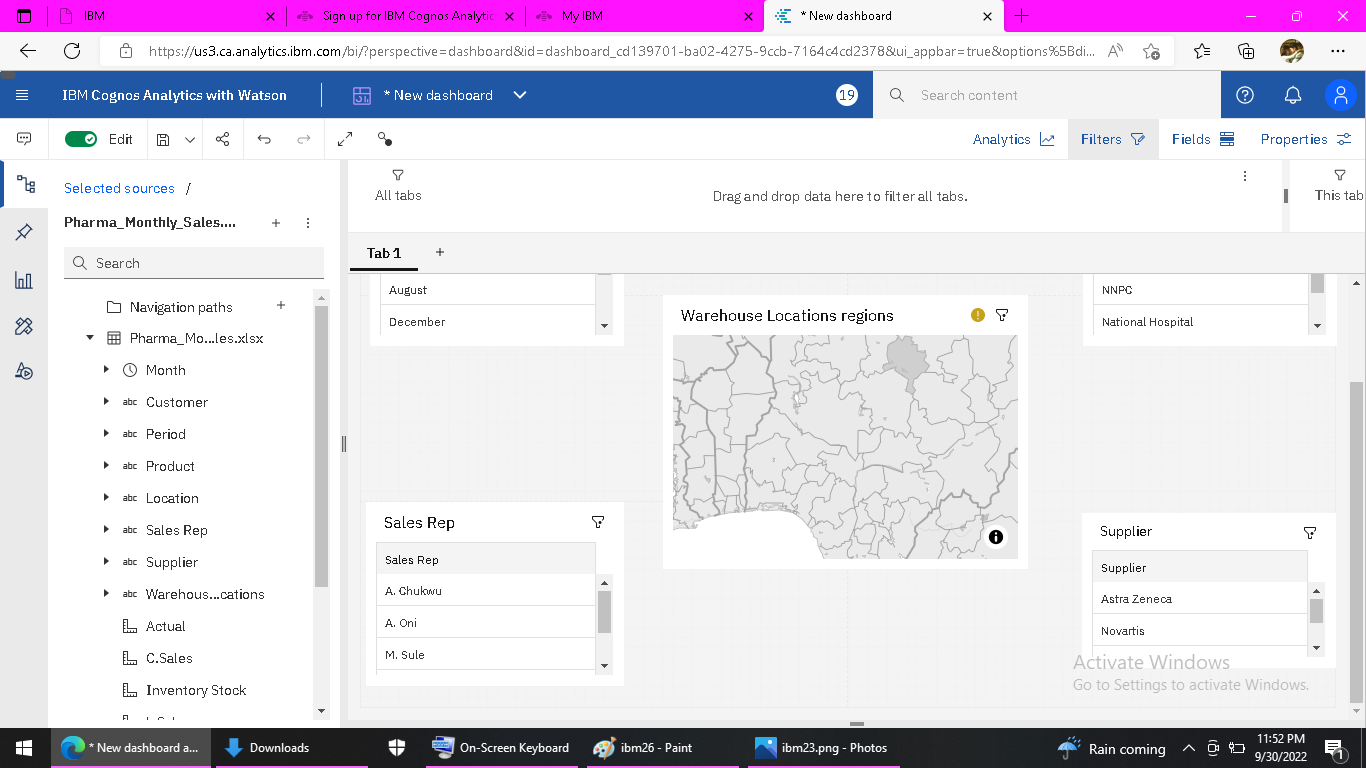 IBM
Sign up for IBM Cognos Analytic
My IBM
* New dashboard
https://us3.ca.analytics.ibm.com/bi/?perspective=dashboard&id=dashboard_cd139701-ba02-4275-9ccb-7164c4cd2378&ui_appbar=true&options%5Bdi...
IBM Cognos Analytics with Watson
* New dashboard
19
Search content
Edit
Analytics
Filters
Fields
Properties
Selected sources /
Pharma_Monthly_Sales....
Search
Navigation paths
Pharma_Mo...les.xlsx
Month
abc Customer
abc Period
abc Product
abc Location
abc Sales Rep
abc Supplier
abc Warehous...cations
Actual
C.Sales
Inventory Stock
All tabs
Drag and drop data here to filter all tabs.
This tab
Tab 1
August
December
Warehouse Locations regions
NNPC
National Hospital
Sales Rep
Sales Rep
A. Chukwu
A. Oni
M. Sule
Supplier
Supplier
Astra Zeneca
Novartis
Activate Windows
Go to Settings to activate Windows.
* New dashboard a...
Downloads
On-Screen Keyboard
ibm26 - Paint
ibm23.png - Photos
Rain coming
11:52 PM
9/30/2022
1